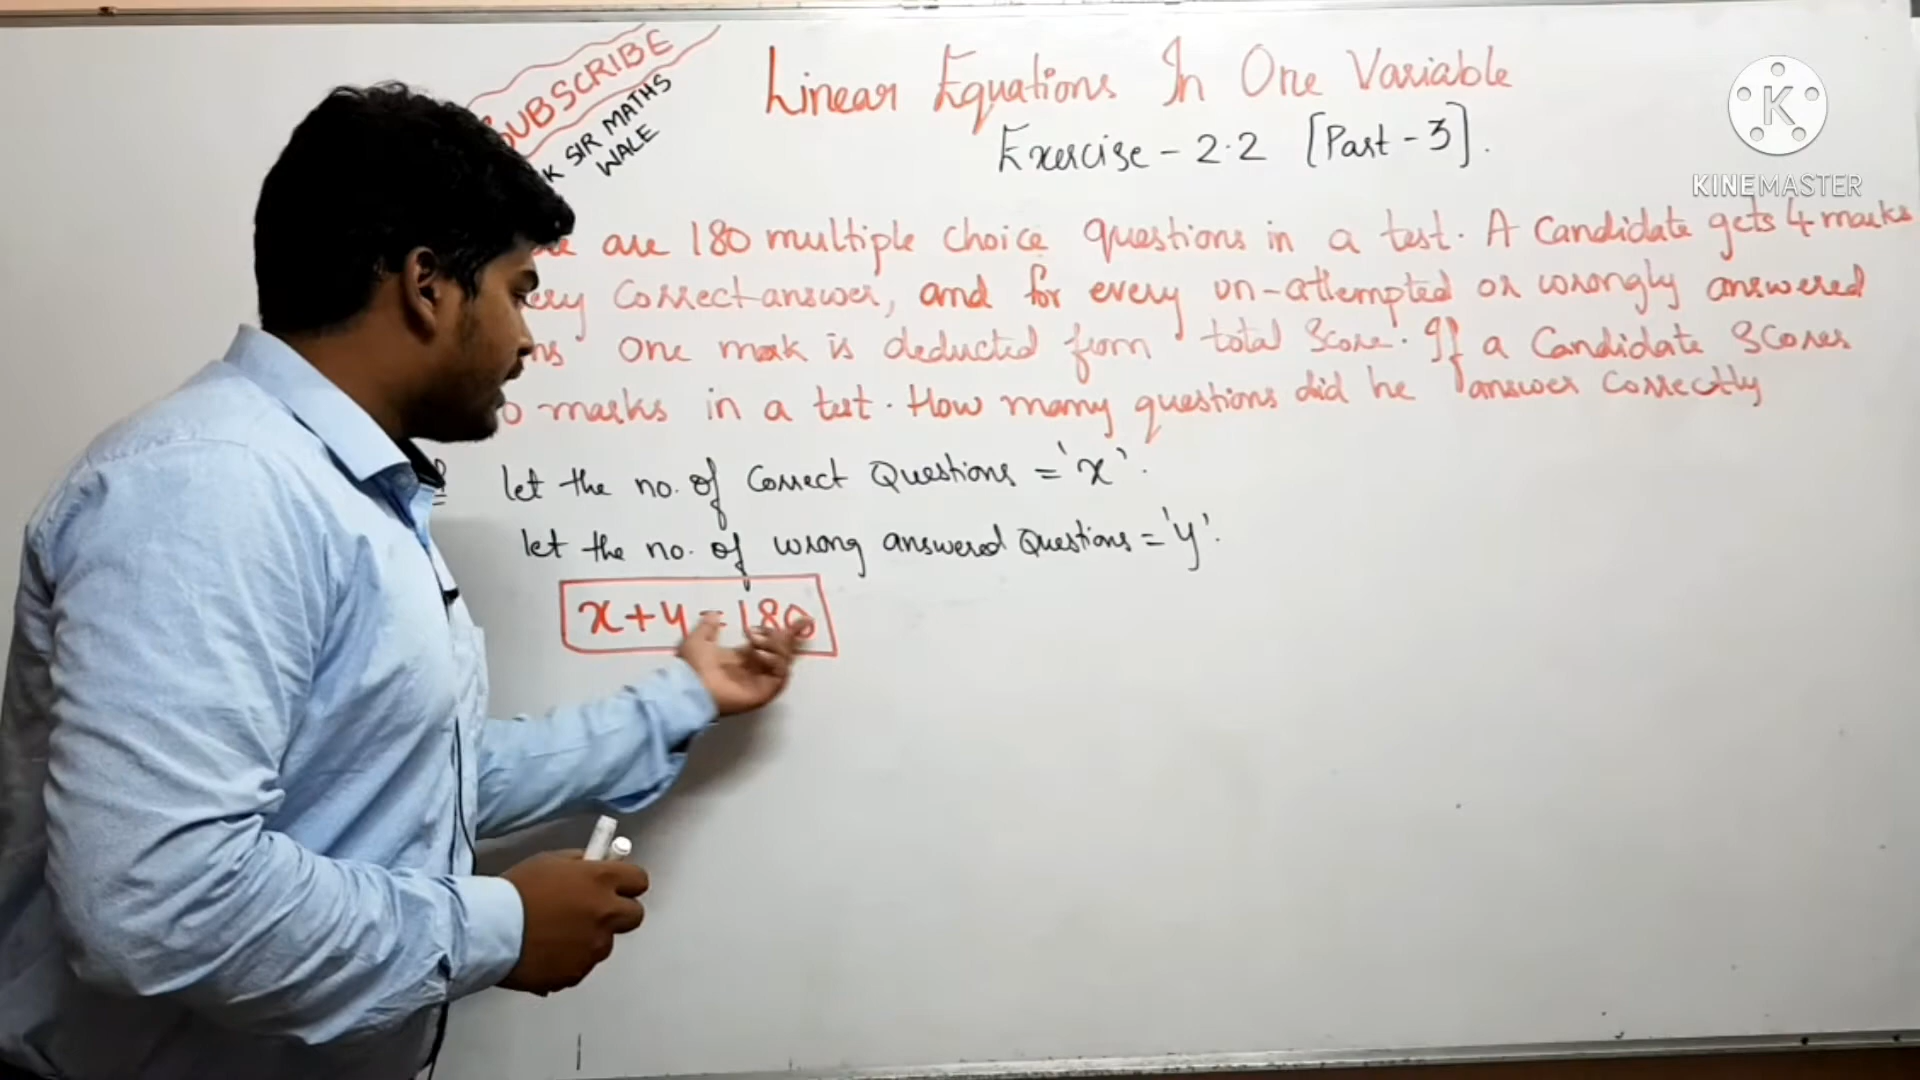 SUBSCRIBE
K SIR MATHS
WALE
Linear Equations In One Variable
Exercise - 2.2 [Part - 3].
K
KINEMASTER
are 180 multiple choice questions in a test. A Candidate gets 4 marks
correct answer, and for every un-attempted or wrongly answered
one mark is deducted from total score. If a Candidate Scores
marks in a test. How many questions did he answer correctly
let the no. of Correct Questions = 'x'.
let the no. of wrong answered Questions = 'y'.
x+y=180